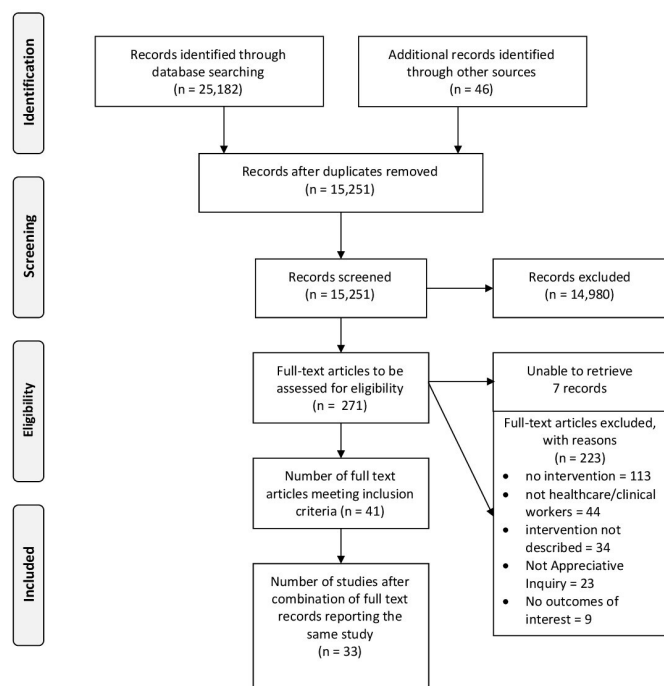 Identification
Records identified through
database searching
(n = 25,182)
Additional records identified
through other sources
(n = 46)
Records after duplicates removed
(n = 15,251)
Screening
Records screened
(n = 15,251)
Records excluded
(n = 14,980)
Eligibility
Full-text articles to be
assessed for eligibility
(n = 271)
Unable to retrieve
7 records
Full-text articles excluded,
with reasons
(n = 223)
• no intervention = 113
• not healthcare/clinical
workers = 44
• intervention not
described = 34
• Not Appreciative
Inquiry = 23
• No outcomes of
interest = 9
Number of full text
articles meeting inclusion
criteria (n = 41)
Included
Number of studies after
combination of full text
records reporting the
same study
(n = 33)